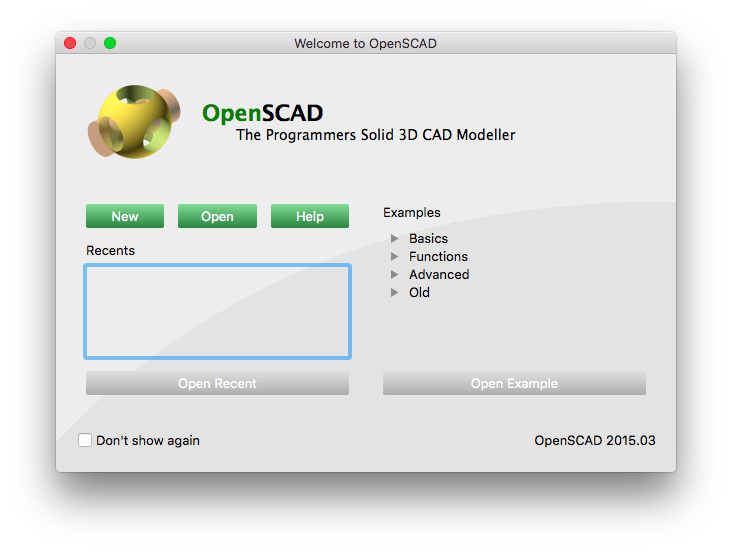 Welcome to OpenSCAD
OpenSCAD
The Programmers Solid 3D CAD Modeller
New
Open
Help
Recents
Open Recent
Examples
Basics
Functions
Advanced
Old
Open Example
Don't show again
OpenSCAD 2015.03